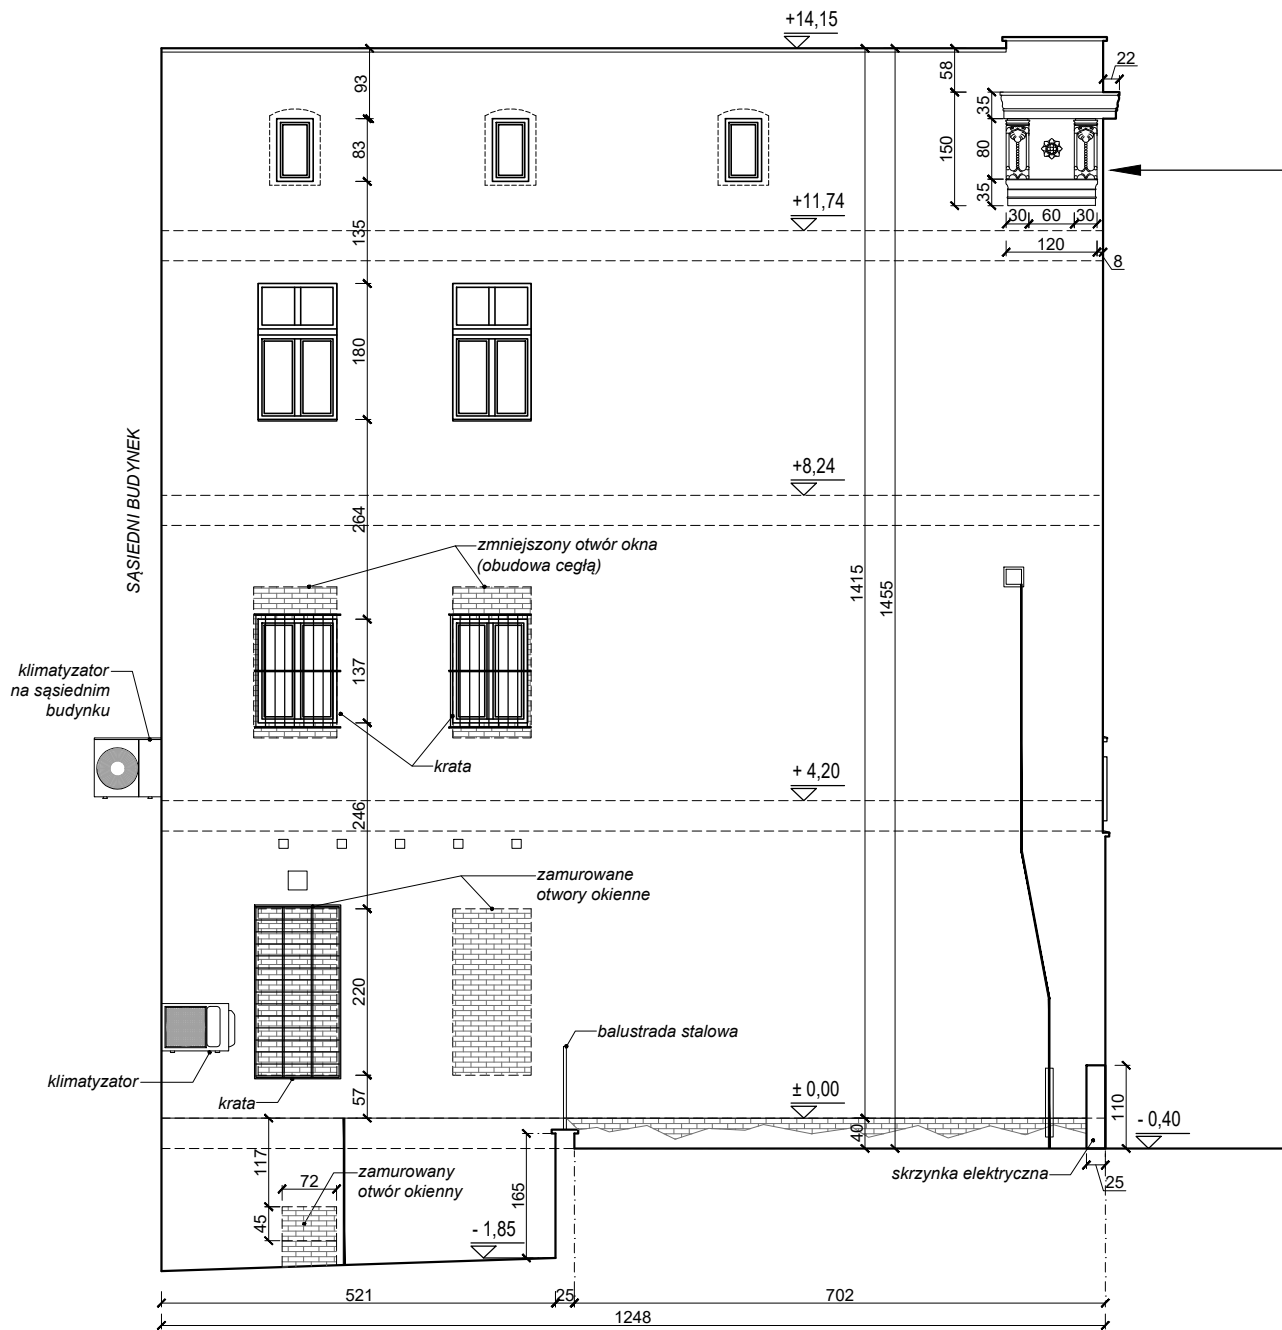 +14,15
22
58
93
35
83
80
150
35
+11,74
30 60 30
135
120
8
180
SĄSIEDNI BUDYNEK
+8,24
264
zmniejszony otwór okna
(obudowa cegłą)
1415
1455
klimatyzator
na sąsiednim
budynku
137
krata
+ 4,20
246
zamurowane
otwory okienne
220
balustrada stalowa
klimatyzator
krata
57
± 0,00
110
40
- 0,40
117
72
zamurowany
otwór okienny
165
skrzynka elektryczna
25
45
- 1,85
521 25 702
1248